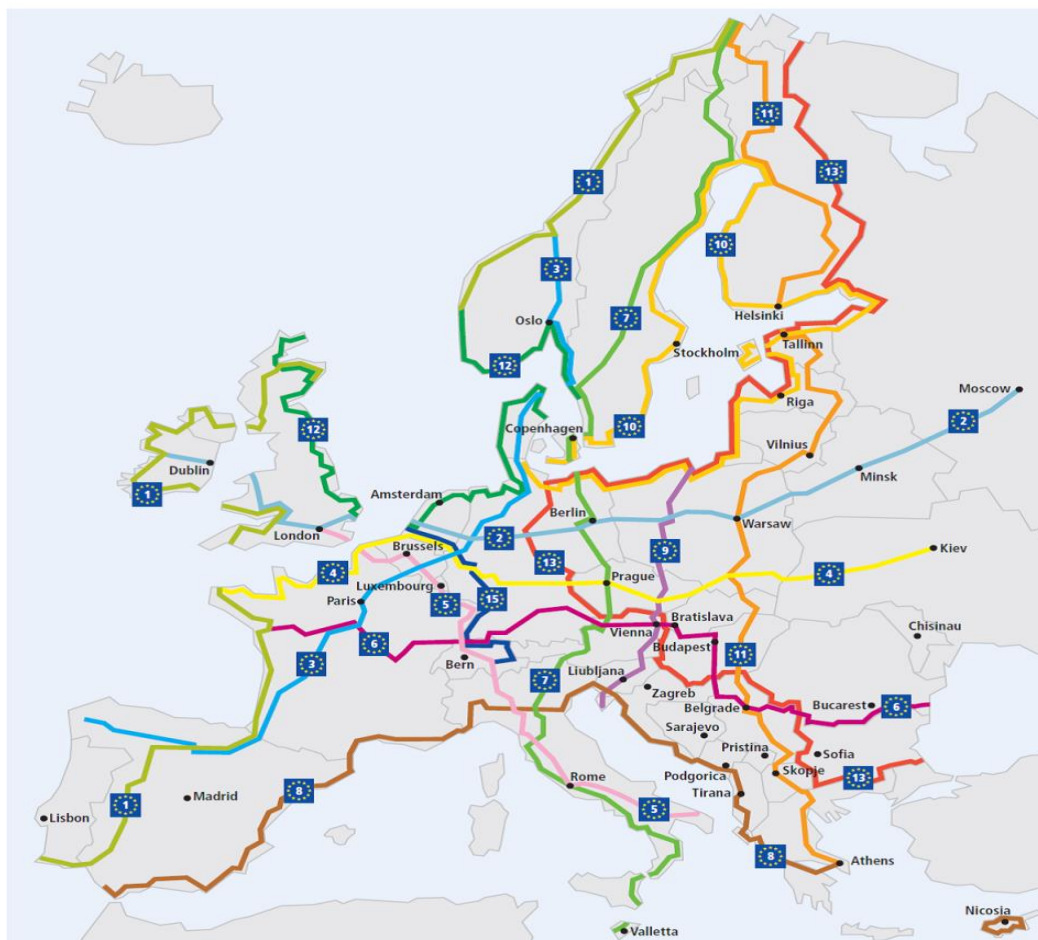 11
1
13
10
3
Oslo
7
Helsinki
Tallinn
Stockholm
12
Moscow
Riga
2
10
Copenhagen
12
Vilnius
Dublin
Minsk
1
Amsterdam
Berlin
Warsaw
London
2
Brussels
9
Kiev
4
13
Prague
4
Luxembourg
15
Paris
5
Bratislava
Vienna
Chisinau
6
Budapest
Bern
11
3
Liubljana
7
Zagreb
Belgrade
Bucarest
6
Sarajevo
Pristina
Sofia
Podgorica
Skopje
13
Rome
Tirana
8
Madrid
1
5
Lisbon
8
Athens
Nicosia
Valletta